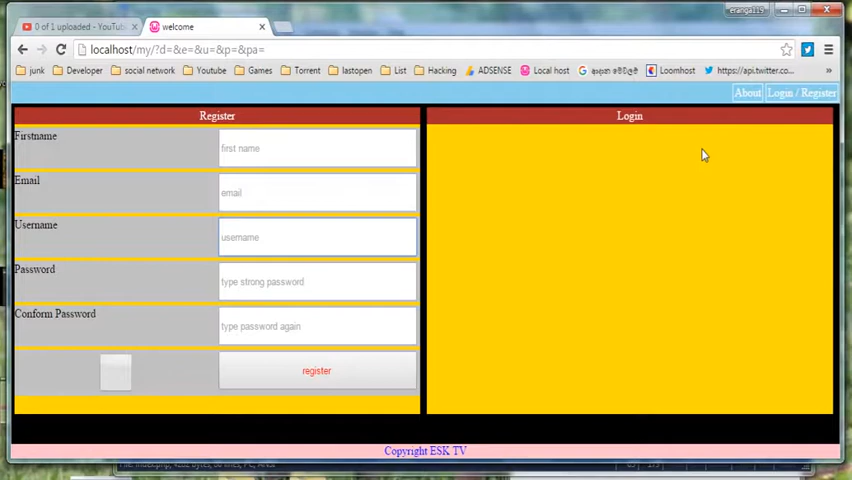 eranga119
0 of 1 uploaded - YouTub
welcome
localhost/my/?d=&e=&u=&p=&pa=
junk
Developer
social network
Youtube
Games
Torrent
lastopen
List
Hacking
ADSENSE
Local host
Loomhost
https://api.twitter.co...
»
About
Login / Register
Register
Login
Firstname
first name
Email
email
Username
username
Password
type strong password
Conform Password
type password again
register
Copyright ESK TV